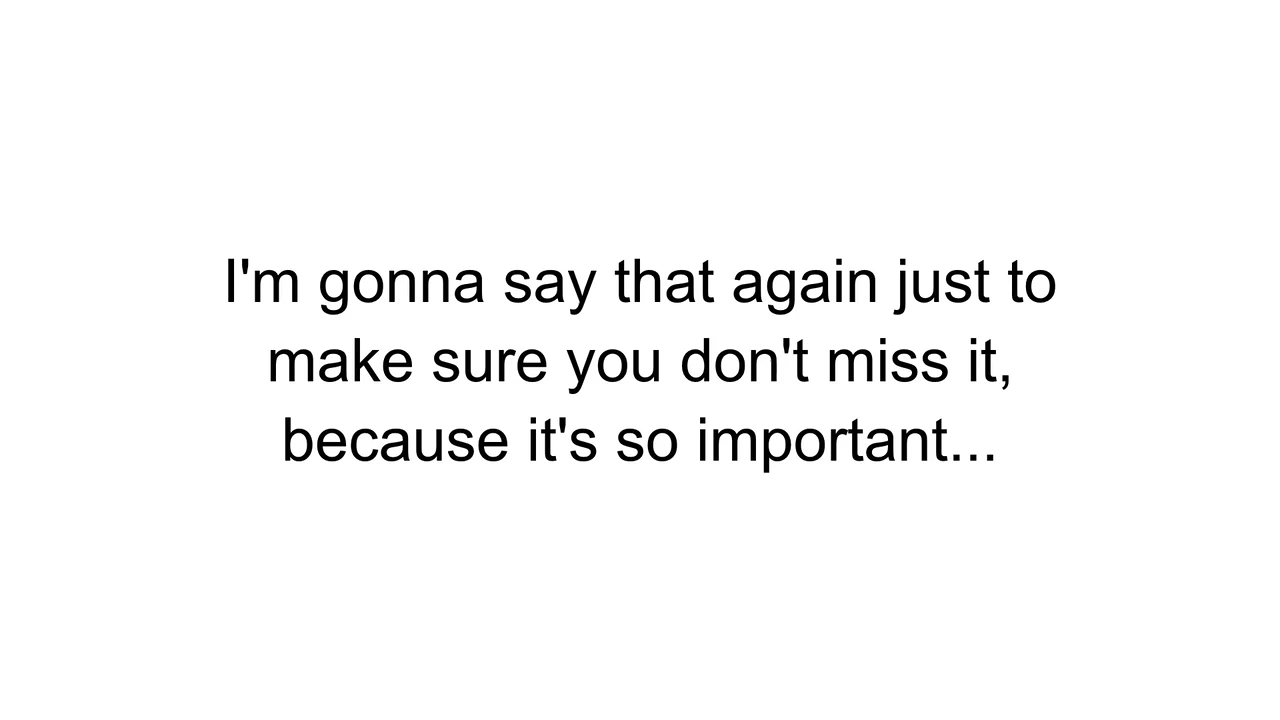 I'm gonna say that again just to
make sure you don't miss it,
because it's so important...